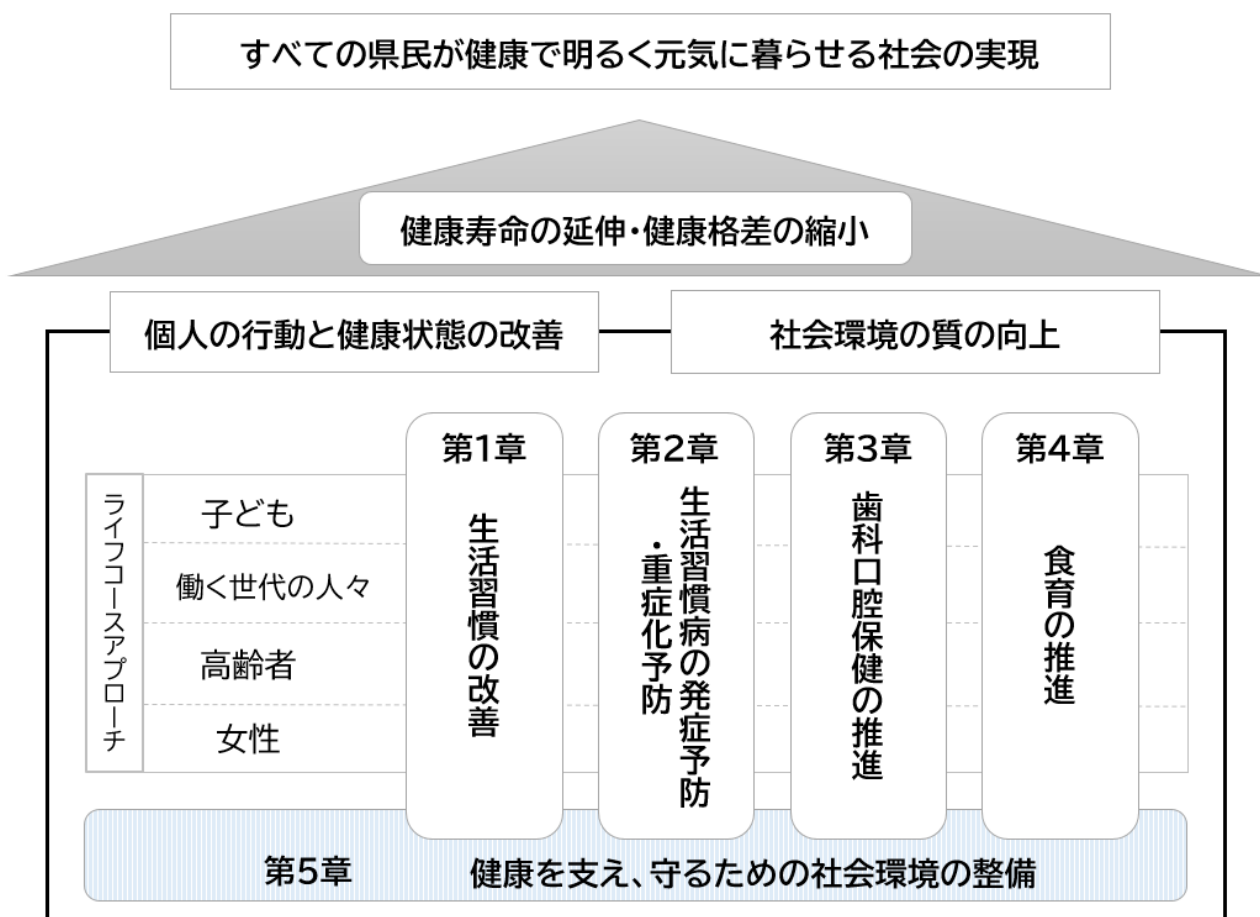 すべての県民が健康で明るく元気に暮らせる社会の実現
健康寿命の延伸・健康格差の縮小
個人の行動と健康状態の改善
社会環境の質の向上
ライフコースアプローチ
子ども
働く世代の人々
高齢者
女性
第1章
生活習慣の改善
第2章
生活習慣病の発症予防
・重症化予防
第3章
歯科口腔保健の推進
第4章
食育の推進
第5章 健康を支え、守るための社会環境の整備